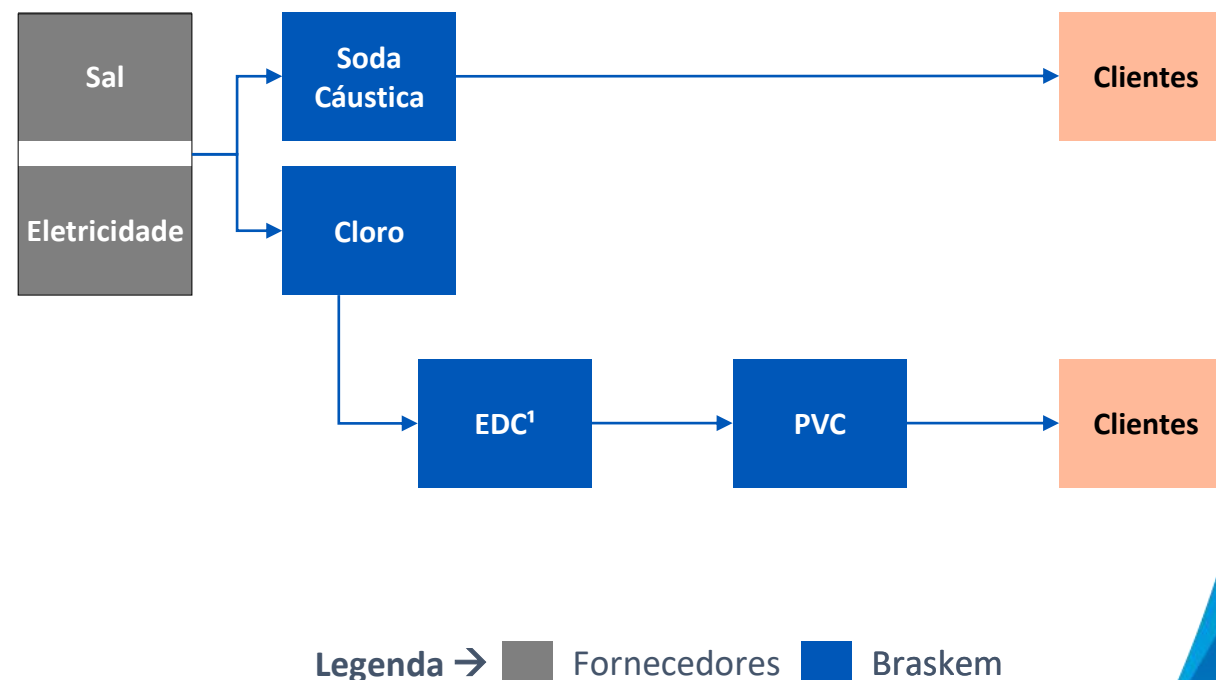 Sal
Soda
Cáustica
Clientes
Eletricidade
Cloro
EDC¹
PVC
Clientes
Legenda → Fornecedores Braskem